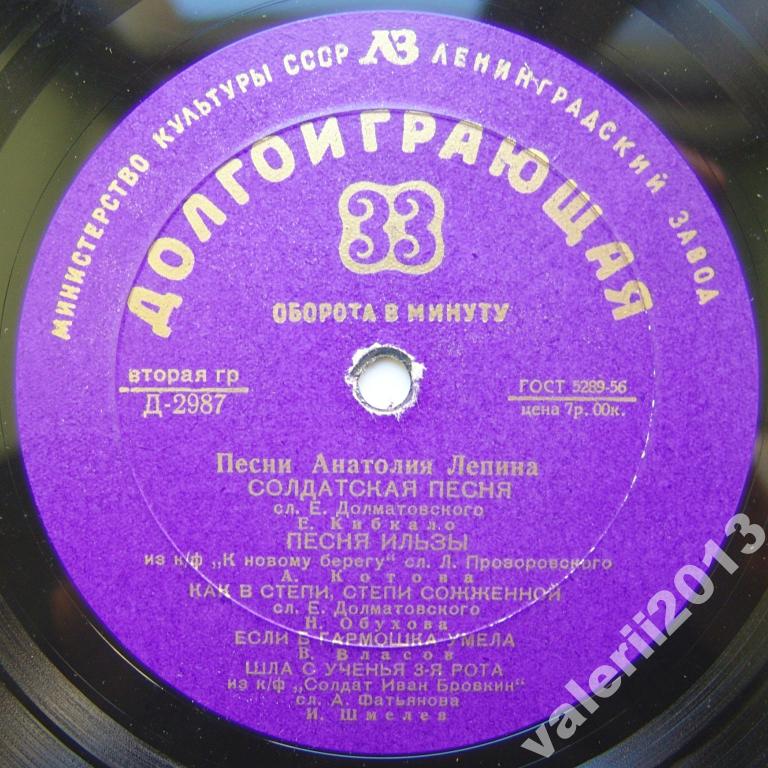 МИНИСТЕРСТВО КУЛЬТУРЫ СССР ЛЗ ЛЕНИНГРАДСКИЙ ЗАВОД
ДОЛГОИГРАЮЩАЯ
33
ОБОРОТА В МИНУТУ
вторая гр
Д-2987
ГОСТ 5289-56
цена 7р. 00к.
Песни Анатолия Лепина
СОЛДАТСКАЯ ПЕСНЯ
сл. Е. Долматовского
Е. Кибкало
ПЕСНЯ ИЛЬЗЫ
из к/ф „К новому берегу" сл. Л. Прозоровского
А. Котова
КАК В СТЕПИ, СТЕПИ СОЖЖЕННОЙ
сл. Е. Долматовского
Н. Обухова
ЕСЛИ Б ГАРМОШКА УМЕЛА
В. Власов
ШЛА С УЧЕНЬЯ 3-Я РОТА
из к/ф „Солдат Иван Бровкин"
сл. А. Фатьянова
И. Шмелев
valerii2013